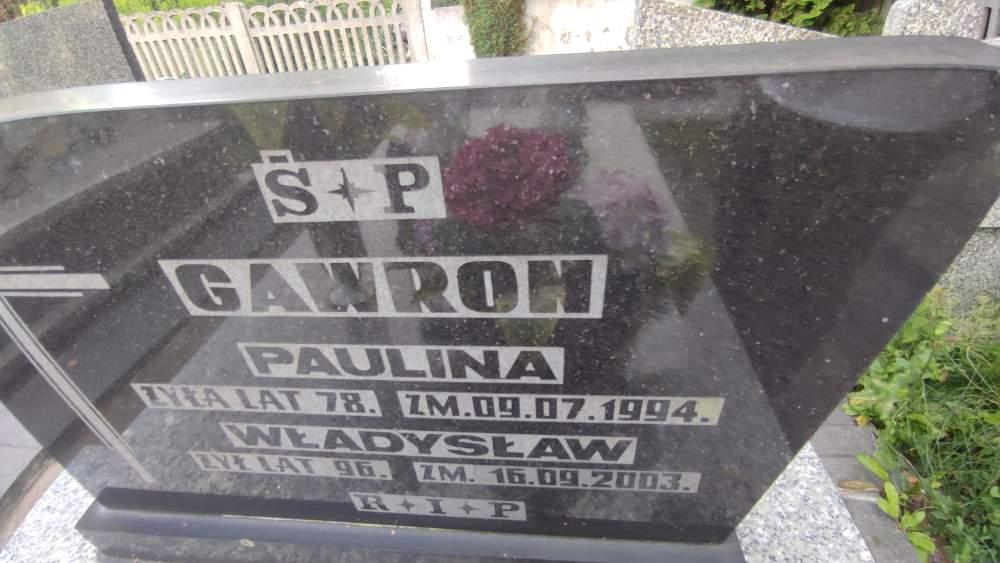 Ś P
GAWRON
PAULINA
ŻYŁA LAT 78. ZM.09.07.1994.
WŁADYSŁAW
ŻYŁ LAT 96. ZM. 16.09.2003.
R I P